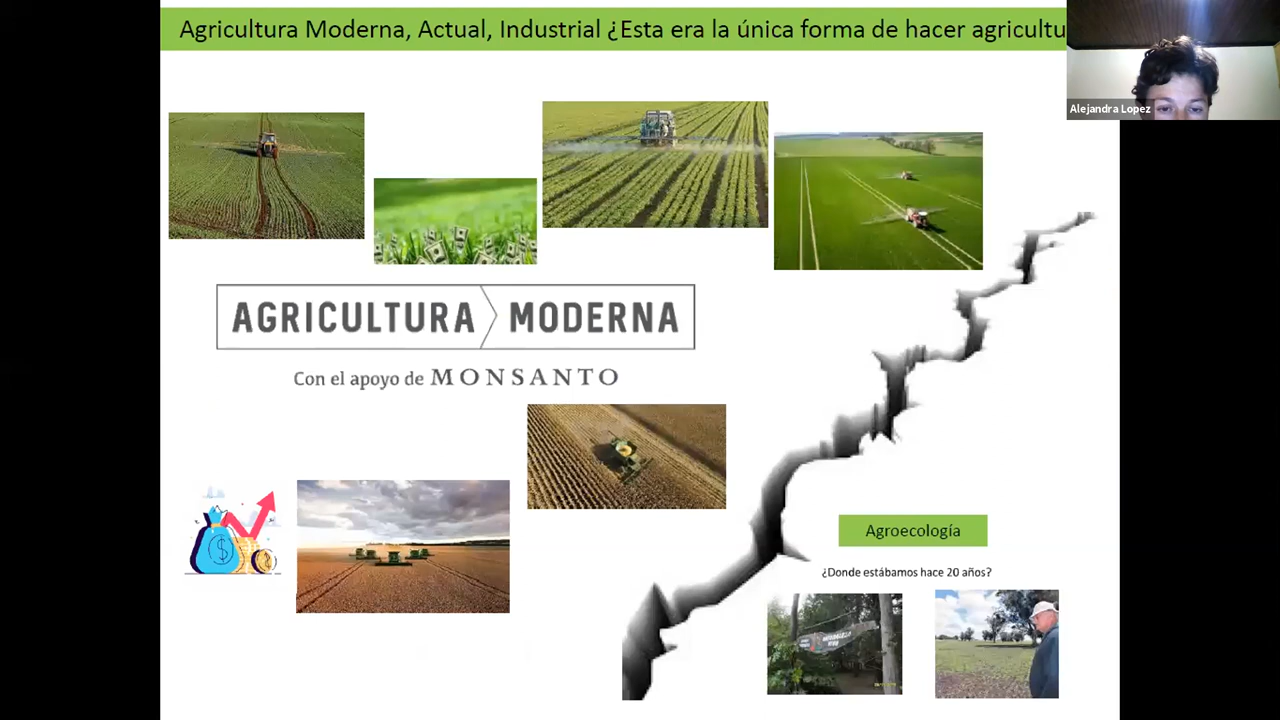 Agricultura Moderna, Actual, Industrial ¿Esta era la única forma de hacer agricultu
Alejandra Lopez
AGRICULTURA MODERNA
Con el apoyo de MONSANTO
Agroecología
¿Donde estábamos hace 20 años?